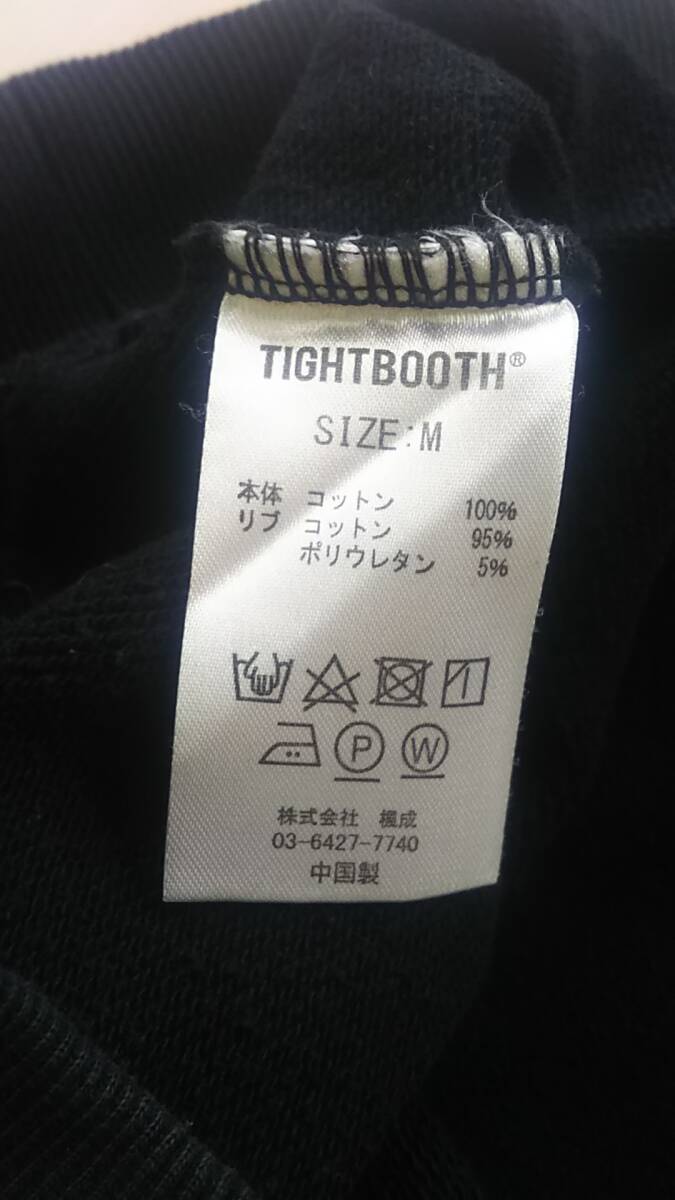 TIGHTBOOTH®
SIZE:M
本体 コットン 100%
リブ コットン 95%
ポリウレタン 5%
P W
株式会社 楓成
03-6427-7740
中国製